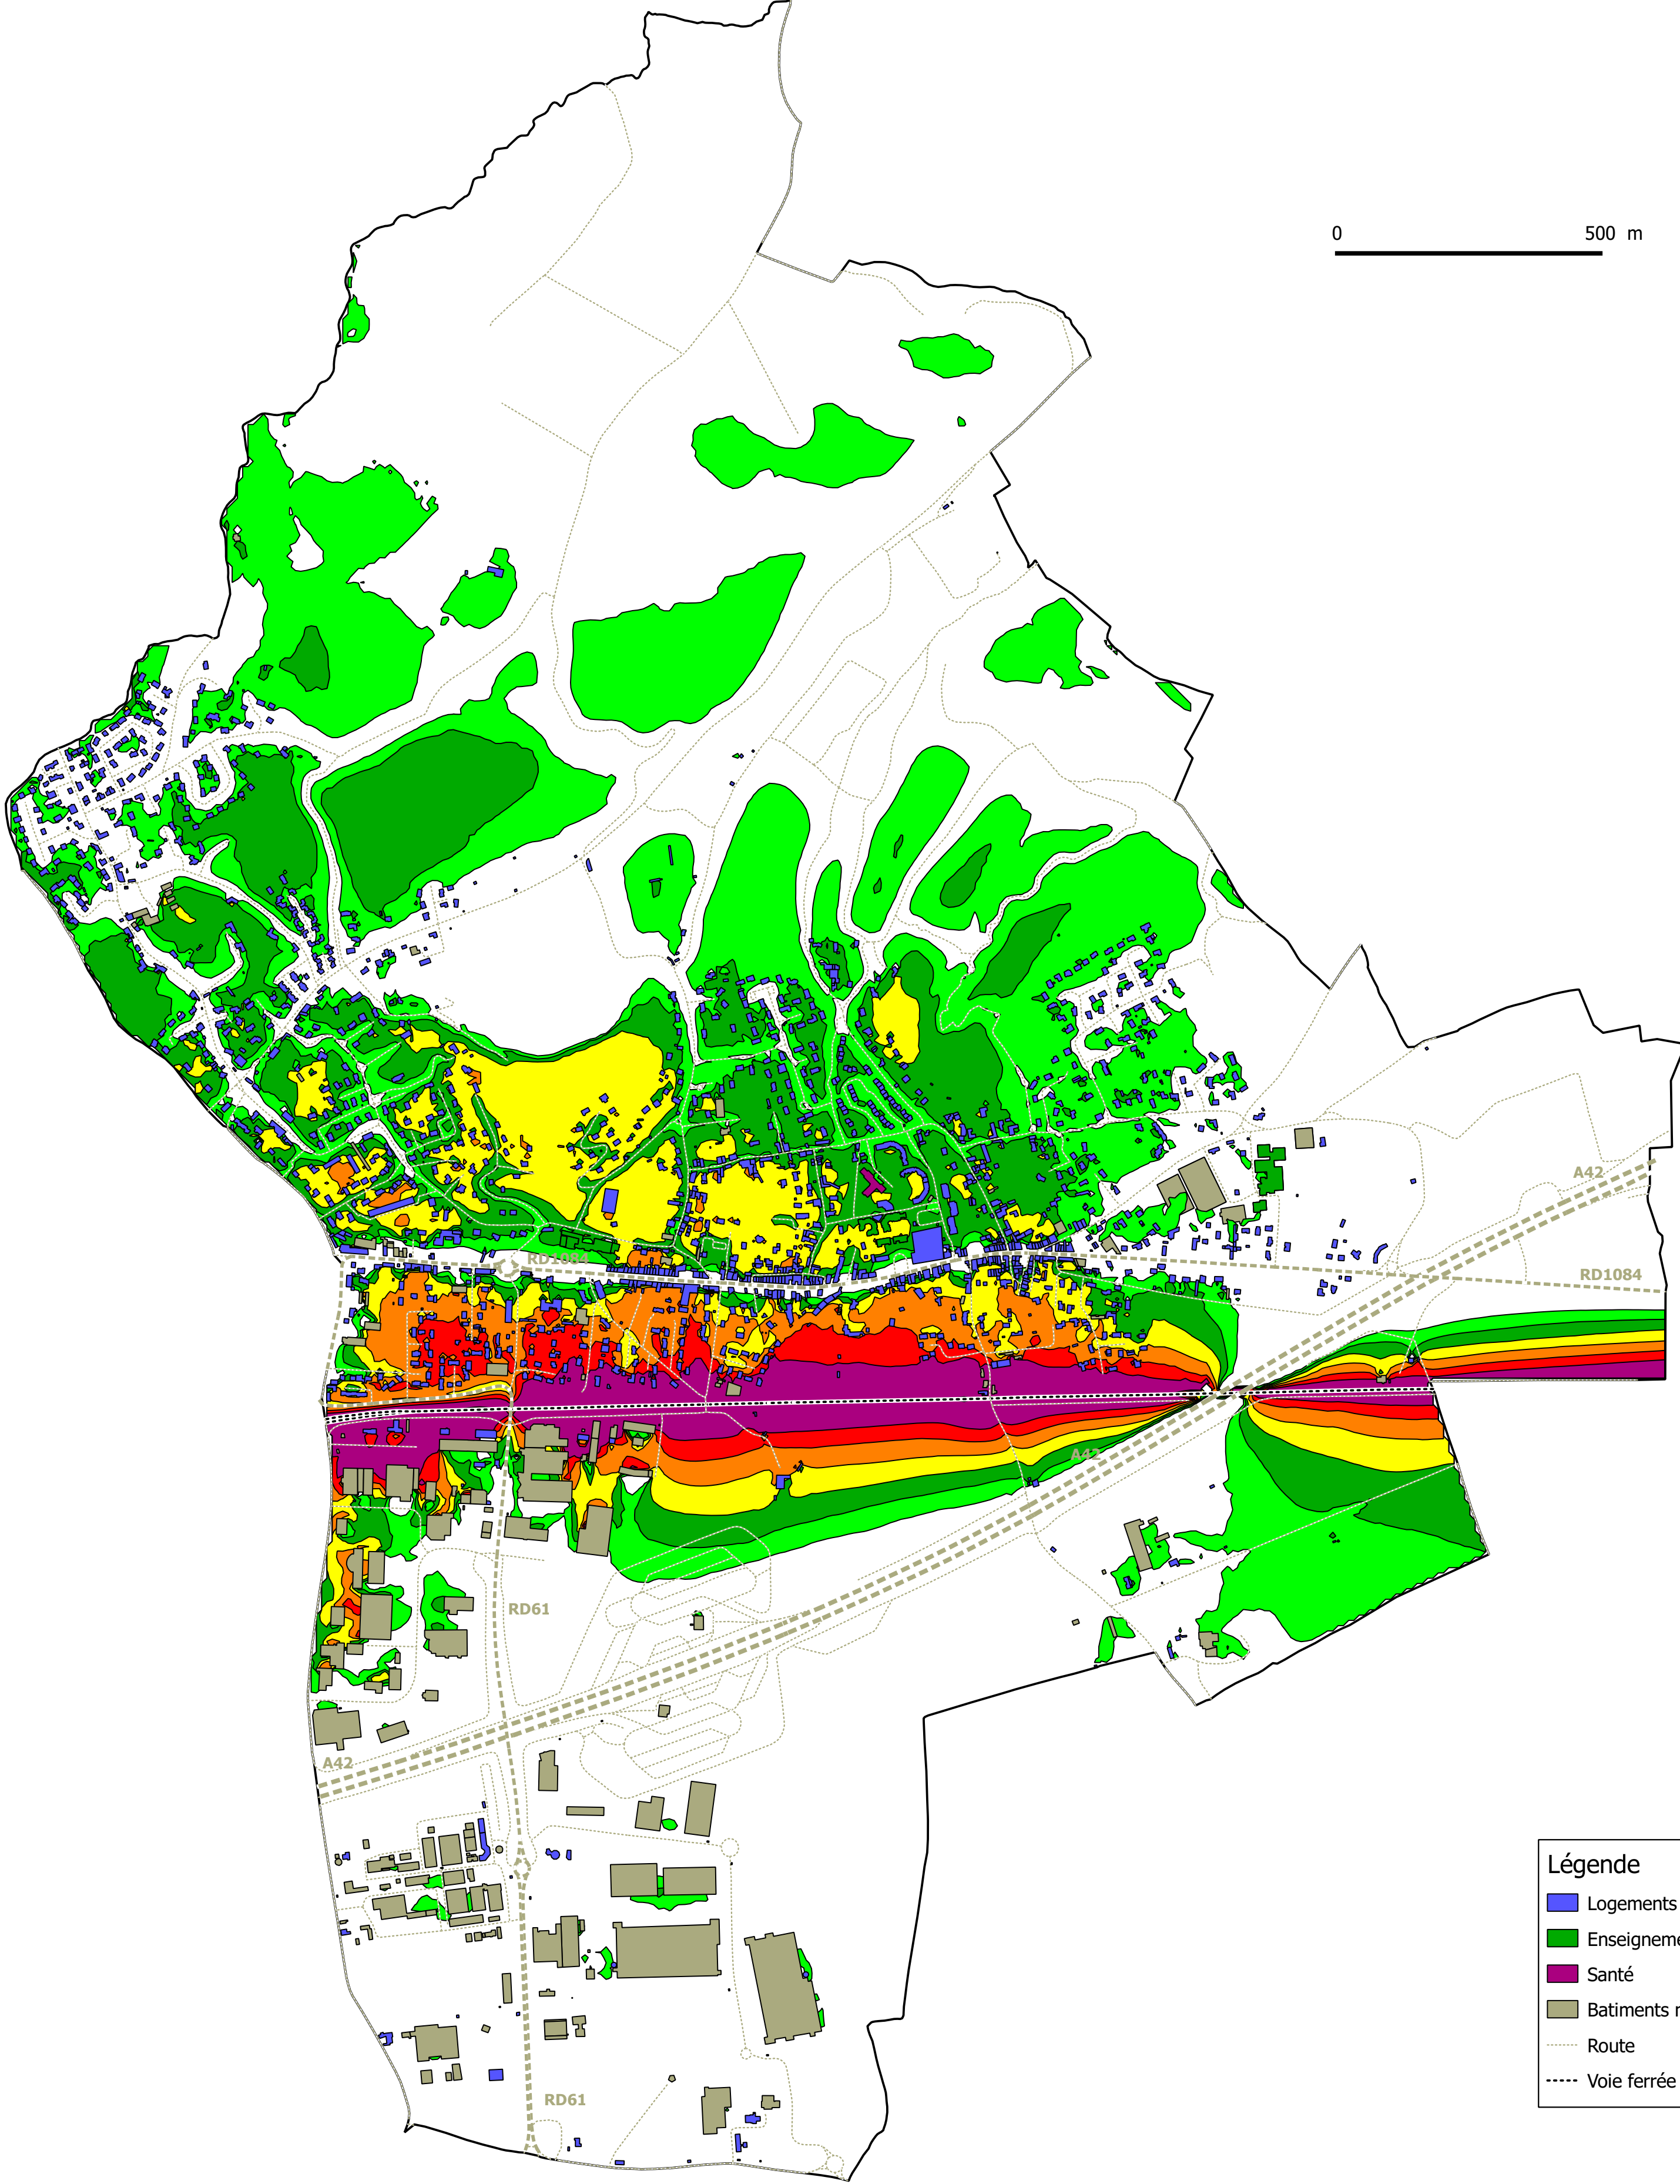 0 500 m
A42
RD1084
RD1084
A42
RD61
A42
RD61
Légende
Logements
Enseigneme
Santé
Batiments
Route
Voie ferrée